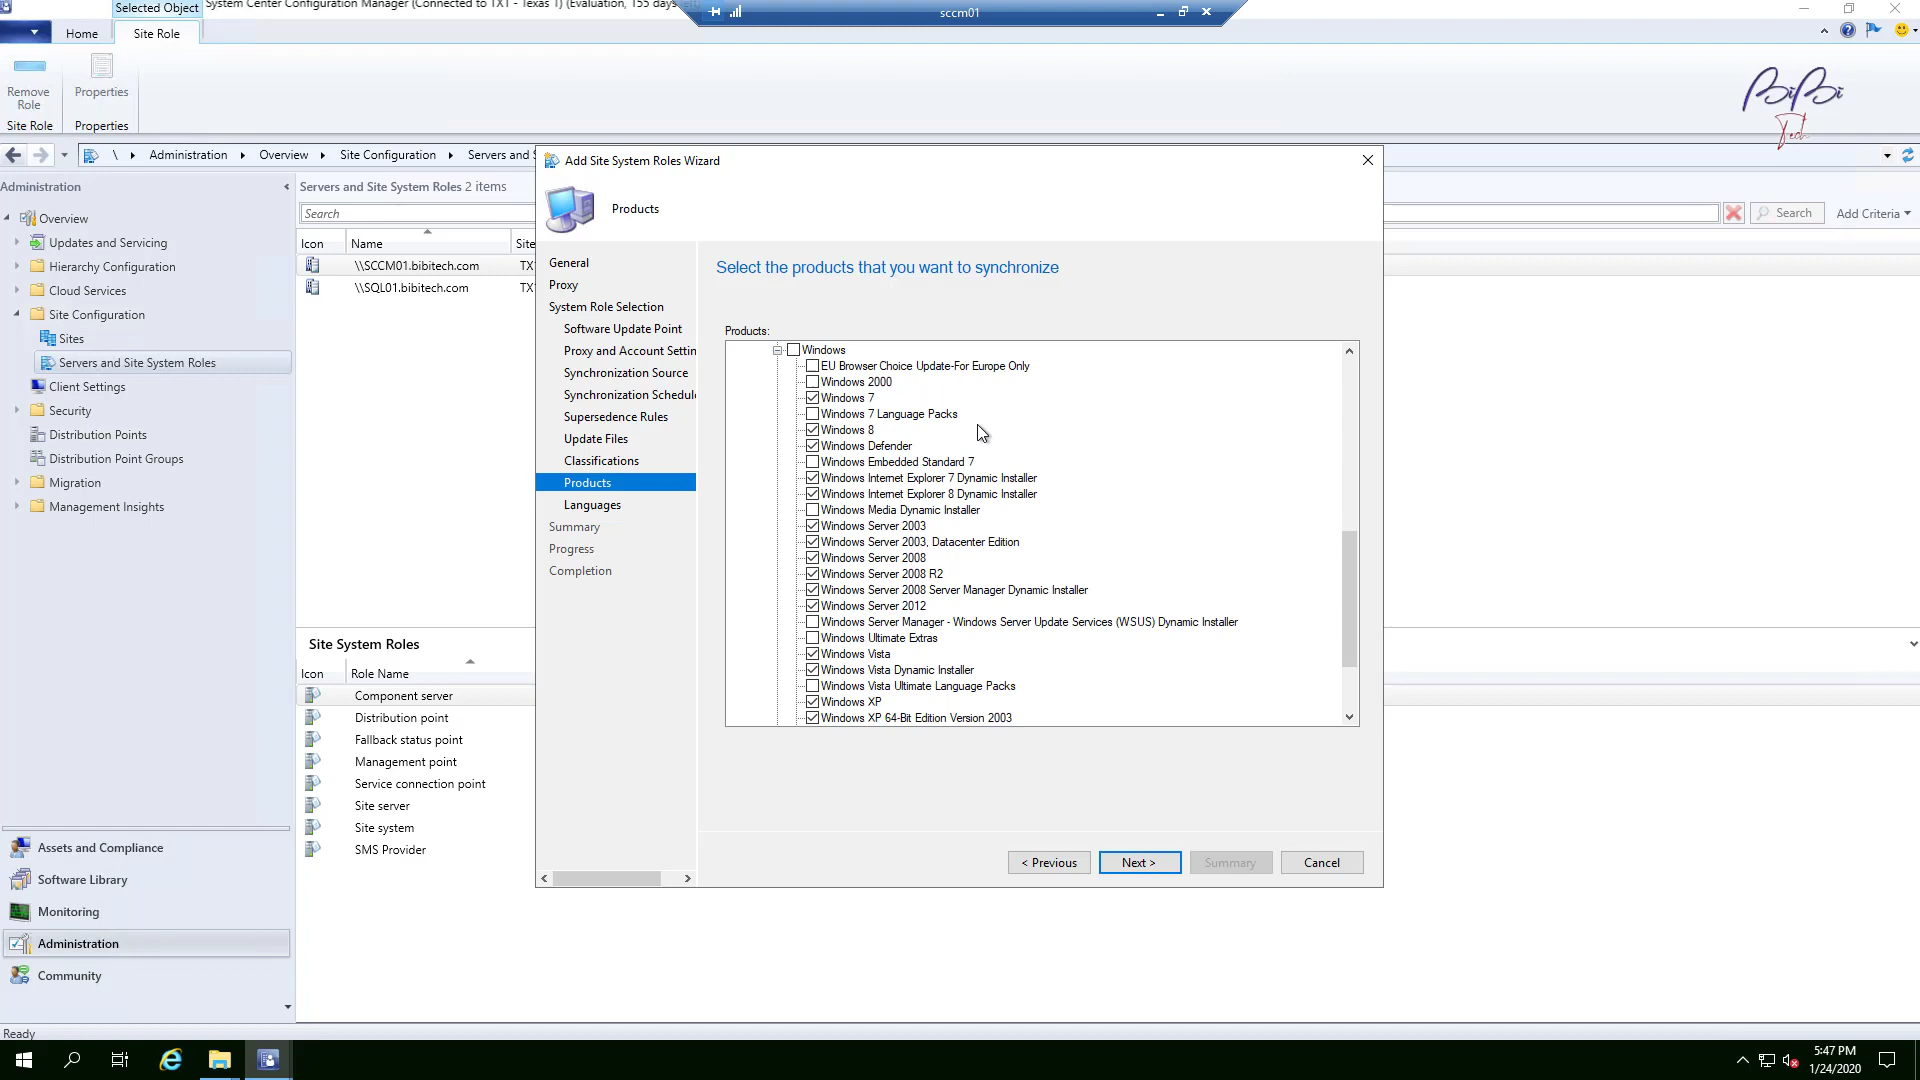 Selected Object
System Center Configuration Manager (Connected to TX1 - Texas 1) (Evaluation, 155 days
sccm01
Home
Site Role
Remove Role
Properties
Site Role
Properties
BiBi
Tech
\ Administration Overview Site Configuration Servers and S
Administration
Overview
Updates and Servicing
Hierarchy Configuration
Cloud Services
Site Configuration
Sites
Servers and Site System Roles
Client Settings
Security
Distribution Points
Distribution Point Groups
Migration
Management Insights
Assets and Compliance
Software Library
Monitoring
Administration
Community
Servers and Site System Roles 2 items
Search
Search
Add Criteria
Icon Name Site
\\SCCM01.bibitech.com TX
\\SQL01.bibitech.com TX
Site System Roles
Icon Role Name
Component server
Distribution point
Fallback status point
Management point
Service connection point
Site server
Site system
SMS Provider
Add Site System Roles Wizard
Products
General
Proxy
System Role Selection
Software Update Point
Proxy and Account Settin
Synchronization Source
Synchronization Schedul
Supersedence Rules
Update Files
Classifications
Products
Languages
Summary
Progress
Completion
Select the products that you want to synchronize
Products:
Windows
EU Browser Choice Update-For Europe Only
Windows 2000
Windows 7
Windows 7 Language Packs
Windows 8
Windows Defender
Windows Embedded Standard 7
Windows Internet Explorer 7 Dynamic Installer
Windows Internet Explorer 8 Dynamic Installer
Windows Media Dynamic Installer
Windows Server 2003
Windows Server 2003, Datacenter Edition
Windows Server 2008
Windows Server 2008 R2
Windows Server 2008 Server Manager Dynamic Installer
Windows Server 2012
Windows Server Manager - Windows Server Update Services (WSUS) Dynamic Installer
Windows Ultimate Extras
Windows Vista
Windows Vista Dynamic Installer
Windows Vista Ultimate Language Packs
Windows XP
Windows XP 64-Bit Edition Version 2003
< Previous
Next >
Summary
Cancel
Ready
5:47 PM
1/24/2020